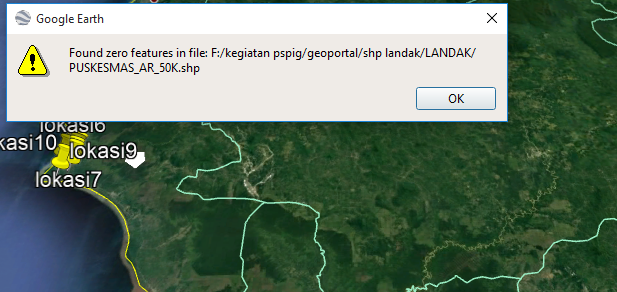 Google Earth
Found zero features in file: F:/kegiatan pspig/geoportal/shp landak/LANDAK/
PUSKESMAS_AR_50K.shp
OK
lokasi6
kasi10
lokasi9
lokasi7